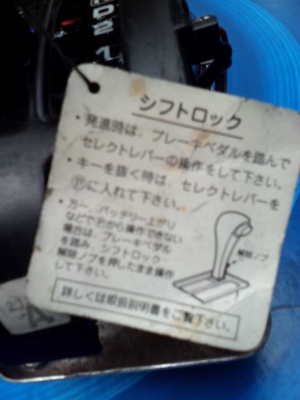 シフトロック
・発進時は、ブレーキペダルを踏んで
セレクトレバーの操作をして下さい。
・キーを抜く時は、セレクトレバーを
Ⓟに入れて下さい。
・万一、バッテリー上がり
などでⓅから操作できない
場合は、ブレーキペダル
を踏み、シフトロック
解除ノブを押したまま操作
して下さい。
解除ノブ
詳しくは取扱説明書をご覧下さい。
D2